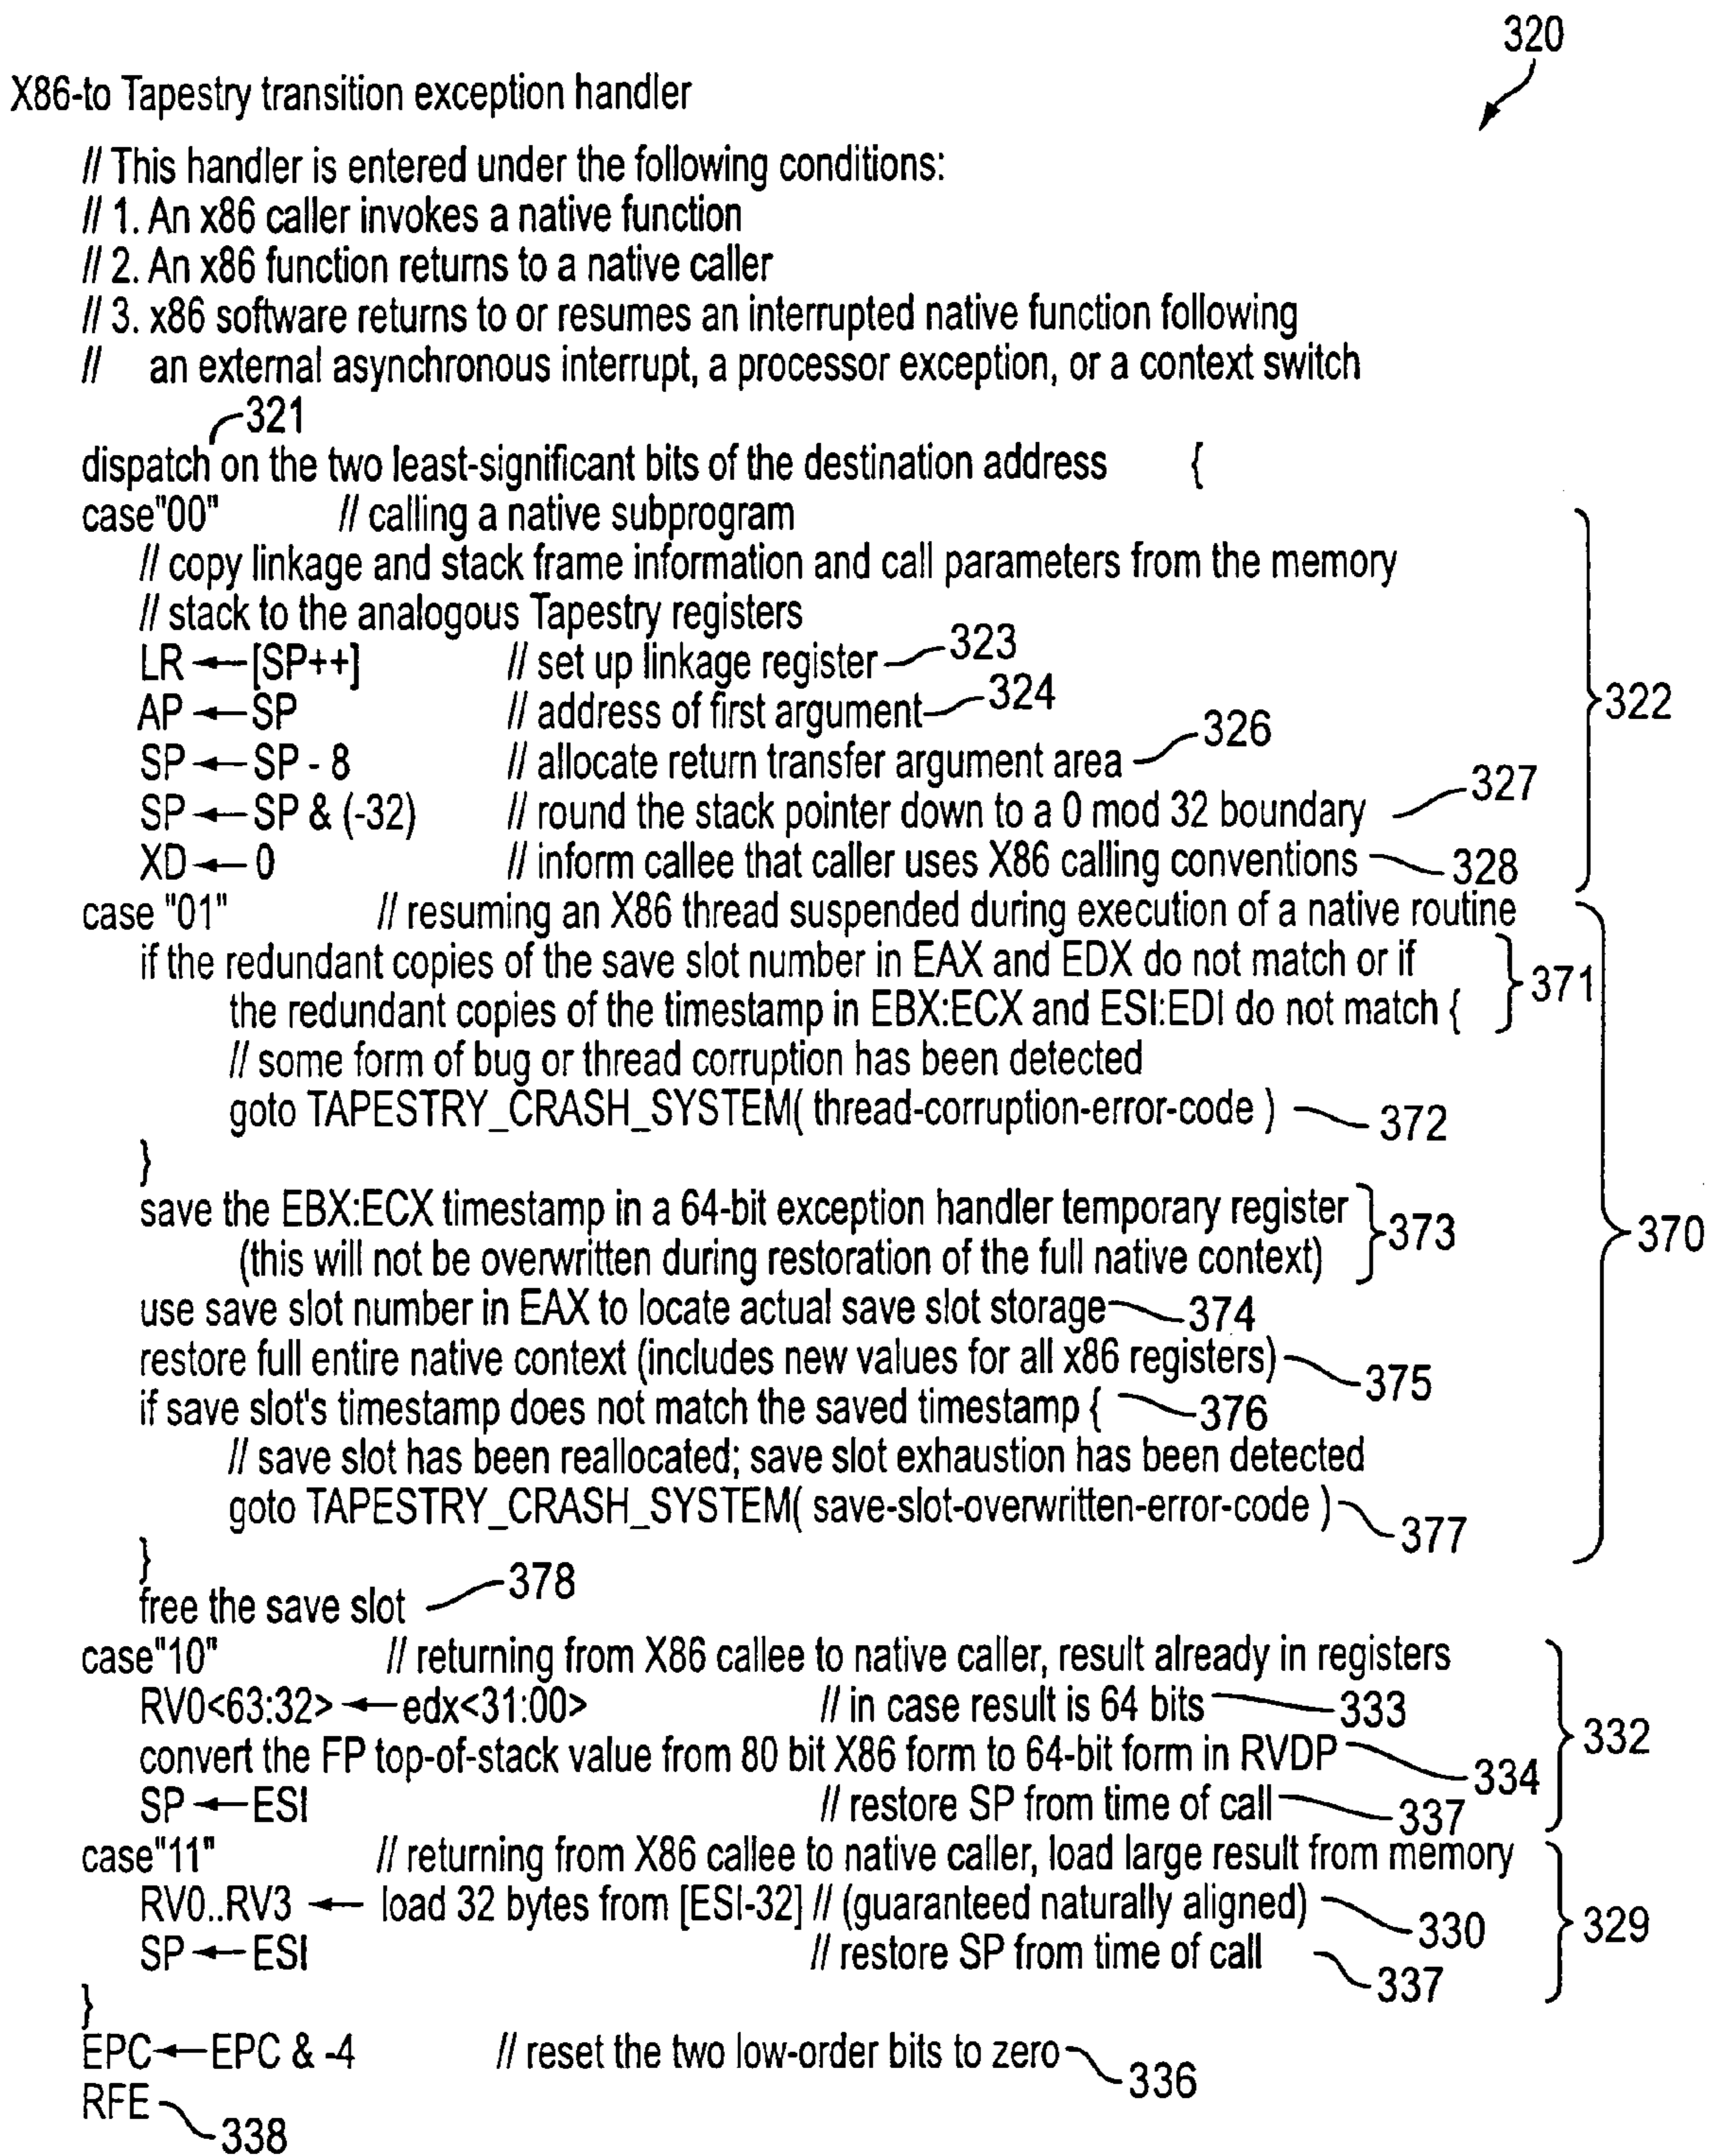 320
X86-to Tapestry transition exception handler
// This handler is entered under the following conditions:
// 1. An x86 caller invokes a native function
// 2. An x86 function returns to a native caller
// 3. x86 software returns to or resumes an interrupted native function following
// an external asynchronous interrupt, a processor exception, or a context switch
321
dispatch on the two least-significant bits of the destination address {
case"00" // calling a native subprogram
// copy linkage and stack frame information and call parameters from the memory
// stack to the analogous Tapestry registers
LR ← [SP++] // set up linkage register 323
AP ← SP // address of first argument 324
322
SP ← SP - 8 // allocate return transfer argument area 326
SP ← SP & (-32) // round the stack pointer down to a 0 mod 32 boundary 327
XD ← 0 // inform callee that caller uses X86 calling conventions 328
case "01" // resuming an X86 thread suspended during execution of a native routine
if the redundant copies of the save slot number in EAX and EDX do not match or if
371
the redundant copies of the timestamp in EBX:ECX and ESI:EDI do not match {
// some form of bug or thread corruption has been detected
goto TAPESTRY_CRASH_SYSTEM( thread-corruption-error-code ) 372
}
save the EBX:ECX timestamp in a 64-bit exception handler temporary register
373
370
(this will not be overwritten during restoration of the full native context)
use save slot number in EAX to locate actual save slot storage 374
restore full entire native context (includes new values for all x86 registers) 375
if save slot's timestamp does not match the saved timestamp { 376
// save slot has been reallocated; save slot exhaustion has been detected
goto TAPESTRY_CRASH_SYSTEM( save-slot-overwritten-error-code ) 377
}
free the save slot 378
case"10" // returning from X86 callee to native caller, result already in registers
RV0<63:32> ← edx<31:00> // in case result is 64 bits 333
332
convert the FP top-of-stack value from 80 bit X86 form to 64-bit form in RVDP 334
SP ← ESI // restore SP from time of call 337
case"11" // returning from X86 callee to native caller, load large result from memory
RV0..RV3 ← load 32 bytes from [ESI-32] // (guaranteed naturally aligned) 330
329
SP ← ESI // restore SP from time of call 337
}
EPC ← EPC & -4 // reset the two low-order bits to zero 336
RFE 338